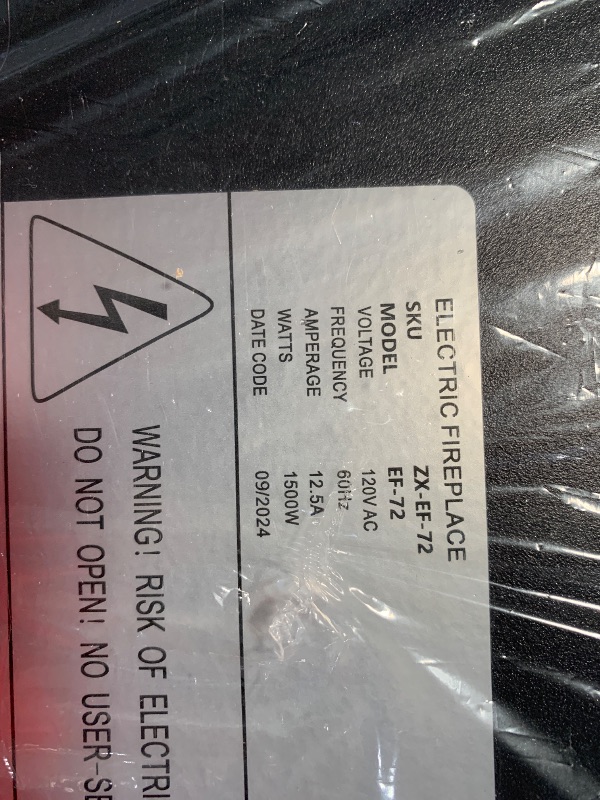 ELECTRIC FIREPLACE
SKU ZX-EF-72
MODEL EF-72
VOLTAGE 120V AC
FREQUENCY 60Hz
AMPERAGE 12.5A
WATTS 1500W
DATE CODE 09/2024
WARNING! RISK OF ELECTRI
DO NOT OPEN! NO USER-SE